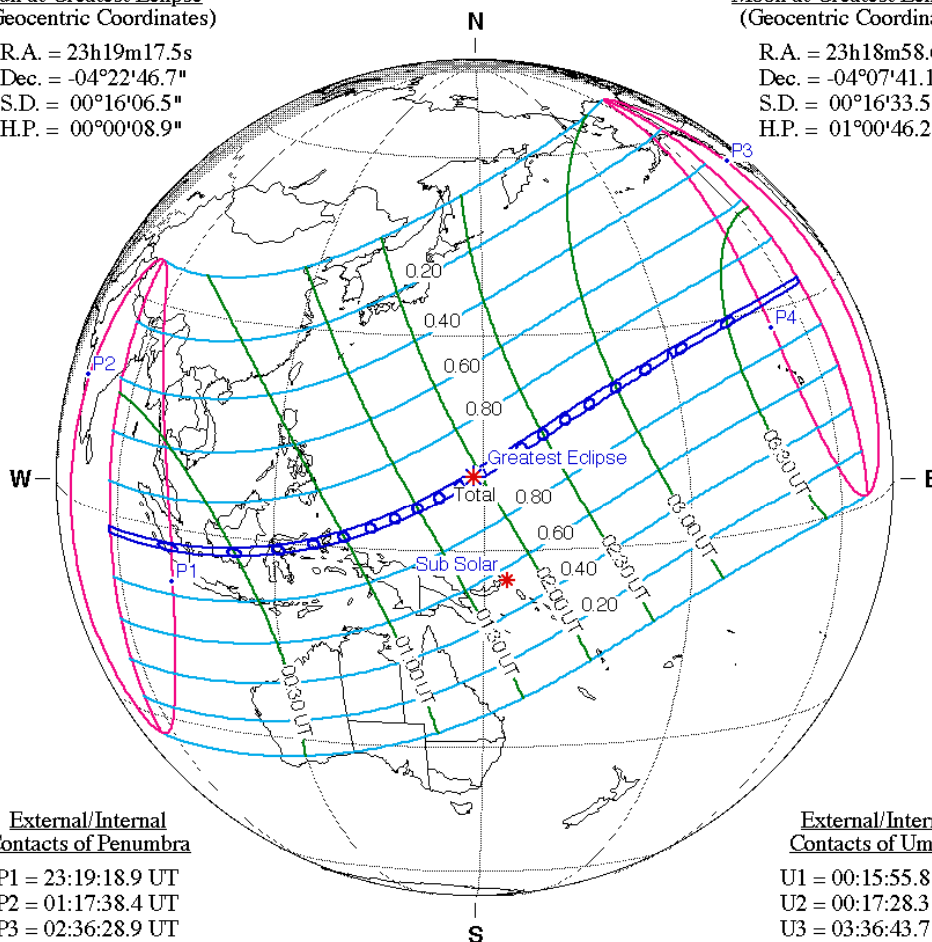 (Geocentric Coordinates)
R.A. = 23h19m17.5s
Dec. = -04°22'46.7"
S.D. = 00°16'06.5"
H.P. = 00°00'08.9"
N
Moon at Greatest Eclipse
(Geocentric Coordina
R.A. = 23h18m58.
Dec. = -04°07'41.1
S.D. = 00°16'33.5
H.P. = 01°00'46.2
P3
0.20
0.40
P4
P2
0.60
0.80
03:30 UT
Greatest Eclipse
W
E
Total
0.80
03:00 UT
0.60
02:30 UT
Sub Solar
0.40
P1
02:00 UT
0.20
01:30 UT
01:00 UT
00:30 UT
External/Internal
Contacts of Penumbra
P1 = 23:19:18.9 UT
P2 = 01:17:38.4 UT
P3 = 02:36:28.9 UT
S
External/Intern
Contacts of Um
U1 = 00:15:55.8
U2 = 00:17:28.3
U3 = 03:36:43.7